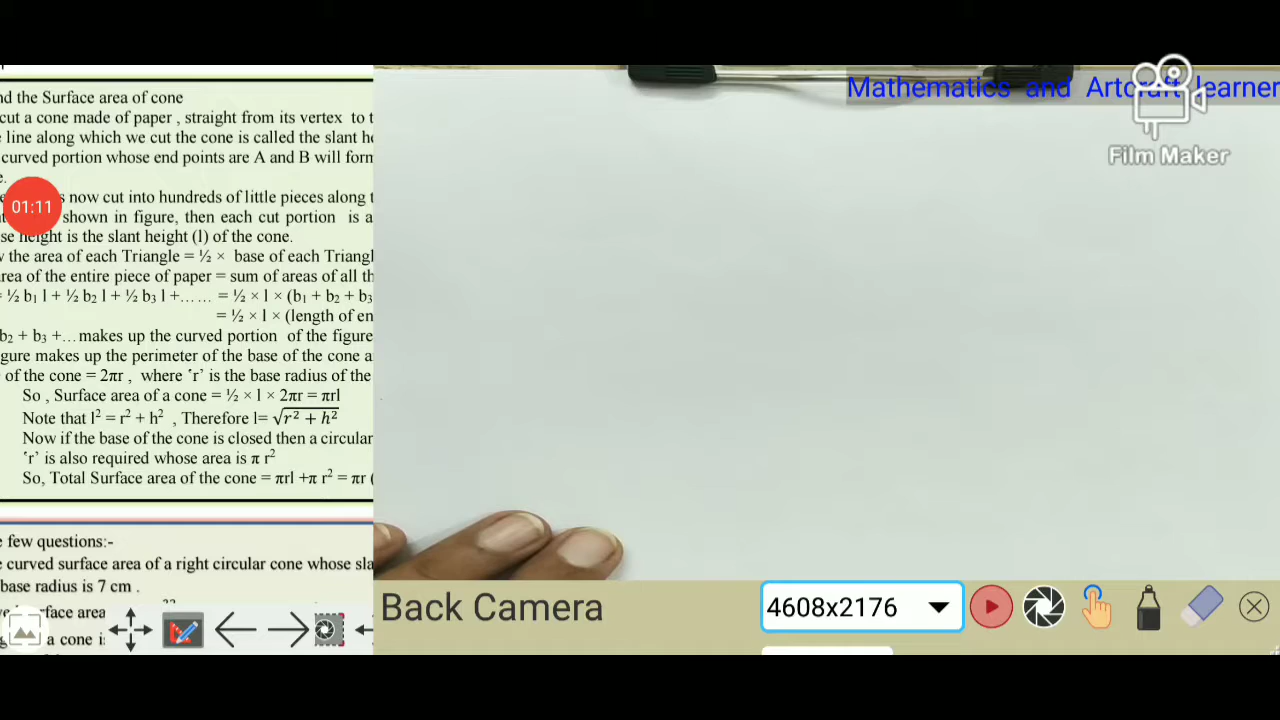 nd the Surface area of cone
cut a cone made of paper , straight from its vertex to t
line along which we cut the cone is called the slant he
curved portion whose end points are A and B will form
e.
s now cut into hundreds of little pieces along t
shown in figure, then each cut portion is a
se height is the slant height (l) of the cone.
w the area of each Triangle = ½ × base of each Triangl
rea of the entire piece of paper = sum of areas of all th
= ½ b₁ l + ½ b₂ l + ½ b₃ l +…… = ½ × l × (b₁ + b₂ + b₃
= ½ × l × (length of en
b₂ + b₃ +…makes up the curved portion of the figure
gure makes up the perimeter of the base of the cone a
of the cone = 2πr , where 'r' is the base radius of the
So , Surface area of a cone = ½ × l × 2πr = πrl
Note that l² = r² + h² , Therefore l= √r² + h²
Now if the base of the cone is closed then a circular
'r' is also required whose area is π r²
So, Total Surface area of the cone = πrl +π r² = πr (
01:11
e few questions:-
e curved surface area of a right circular cone whose sla
base radius is 7 cm .
rface area
a cone is
Mathematics and Artcraft learner
Film Maker
Back Camera
4608x2176